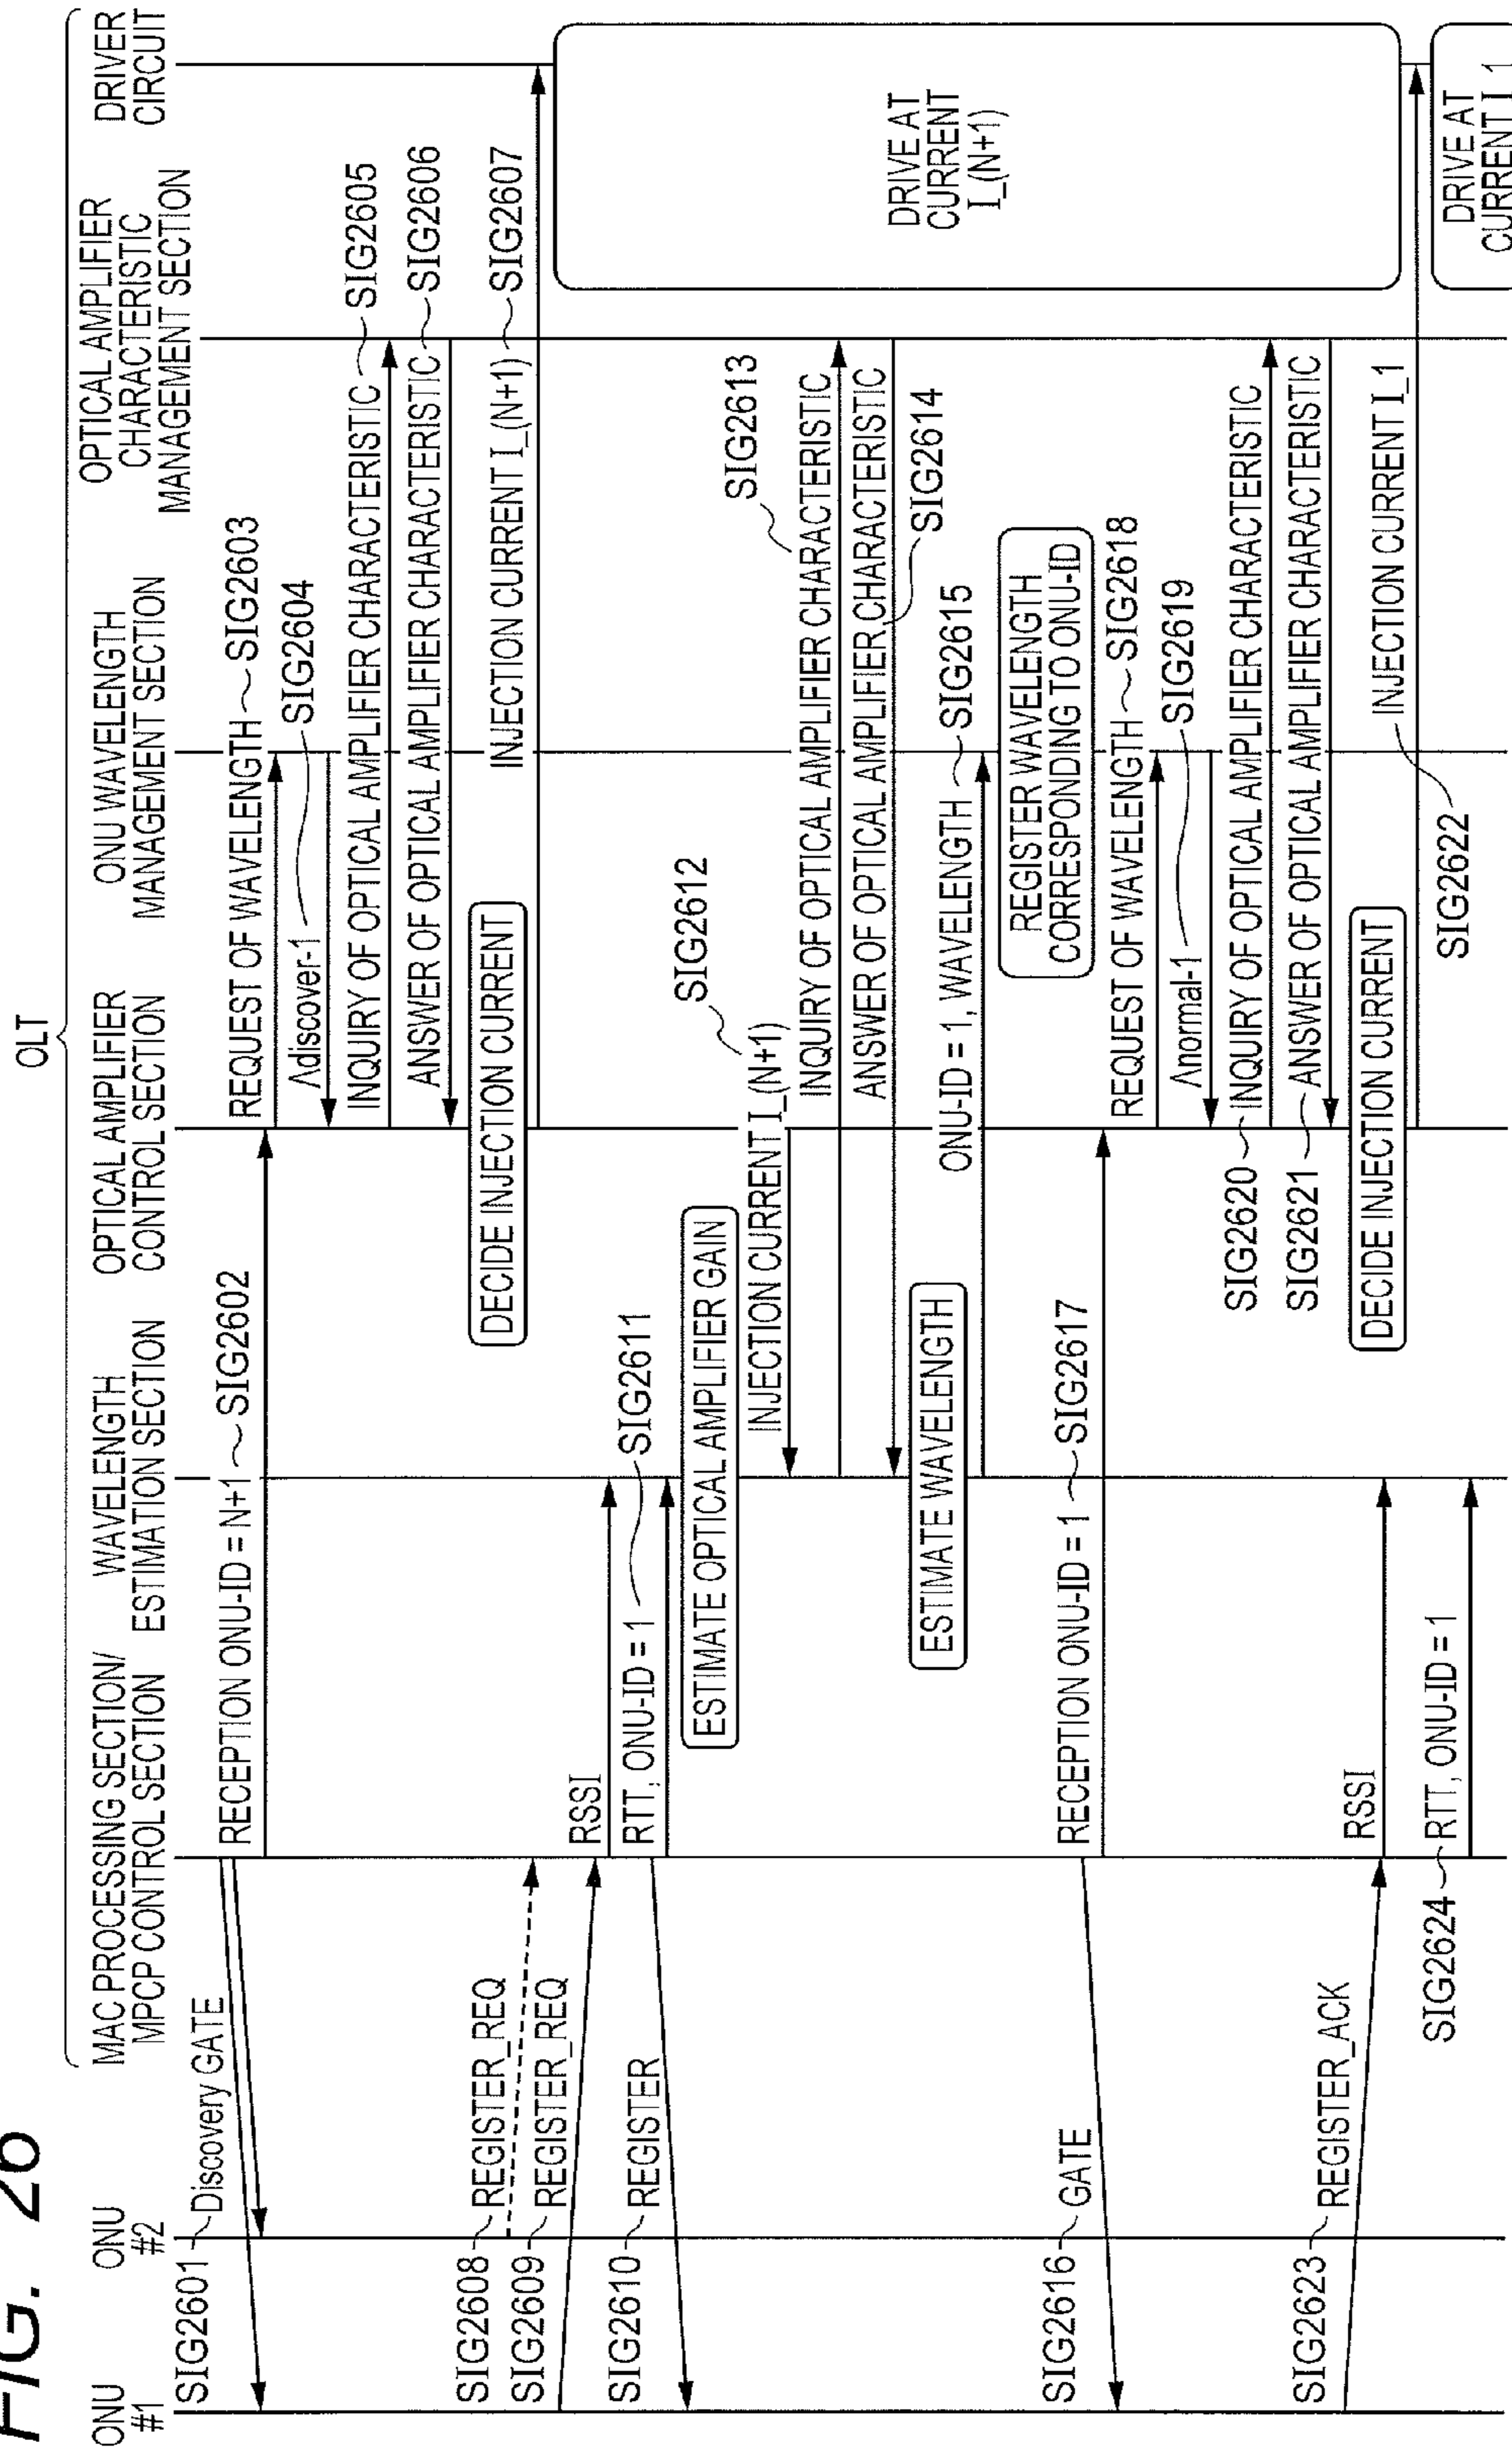 FIG. 26
OLT
ONU
#1
ONU
#2
MAC PROCESSING SECTION/
MPCP CONTROL SECTION
WAVELENGTH
ESTIMATION SECTION
OPTICAL AMPLIFIER
CONTROL SECTION
ONU WAVELENGTH
MANAGEMENT SECTION
OPTICAL AMPLIFIER
CHARACTERISTIC
MANAGEMENT SECTION
DRIVER
CIRCUIT
SIG2601 Discovery GATE
RECEPTION ONU-ID = N+1 SIG2602
REQUEST OF WAVELENGTH SIG2603
Λdiscover-1 SIG2604
INQUIRY OF OPTICAL AMPLIFIER CHARACTERISTIC SIG2605
ANSWER OF OPTICAL AMPLIFIER CHARACTERISTIC SIG2606
DECIDE INJECTION CURRENT
INJECTION CURRENT I_(N+1) SIG2607
SIG2608 REGISTER_REQ
SIG2609 REGISTER_REQ
RSSI
SIG2610 REGISTER
RTT, ONU-ID = 1 SIG2611
ESTIMATE OPTICAL AMPLIFIER GAIN
INJECTION CURRENT I_(N+1) SIG2612
INQUIRY OF OPTICAL AMPLIFIER CHARACTERISTIC SIG2613
ANSWER OF OPTICAL AMPLIFIER CHARACTERISTIC SIG2614
DRIVE AT
CURRENT
I_(N+1)
ESTIMATE WAVELENGTH
ONU-ID = 1, WAVELENGTH SIG2615
REGISTER WAVELENGTH
CORRESPONDING TO ONU-ID
SIG2616 GATE
RECEPTION ONU-ID = 1 SIG2617
REQUEST OF WAVELENGTH SIG2618
Λnormal-1 SIG2619
SIG2620 INQUIRY OF OPTICAL AMPLIFIER CHARACTERISTIC
SIG2621 ANSWER OF OPTICAL AMPLIFIER CHARACTERISTIC
DECIDE INJECTION CURRENT
INJECTION CURRENT I_1
SIG2622
SIG2623 REGISTER_ACK
RSSI
SIG2624 RTT, ONU-ID = 1
DRIVE AT
CURRENT I_1